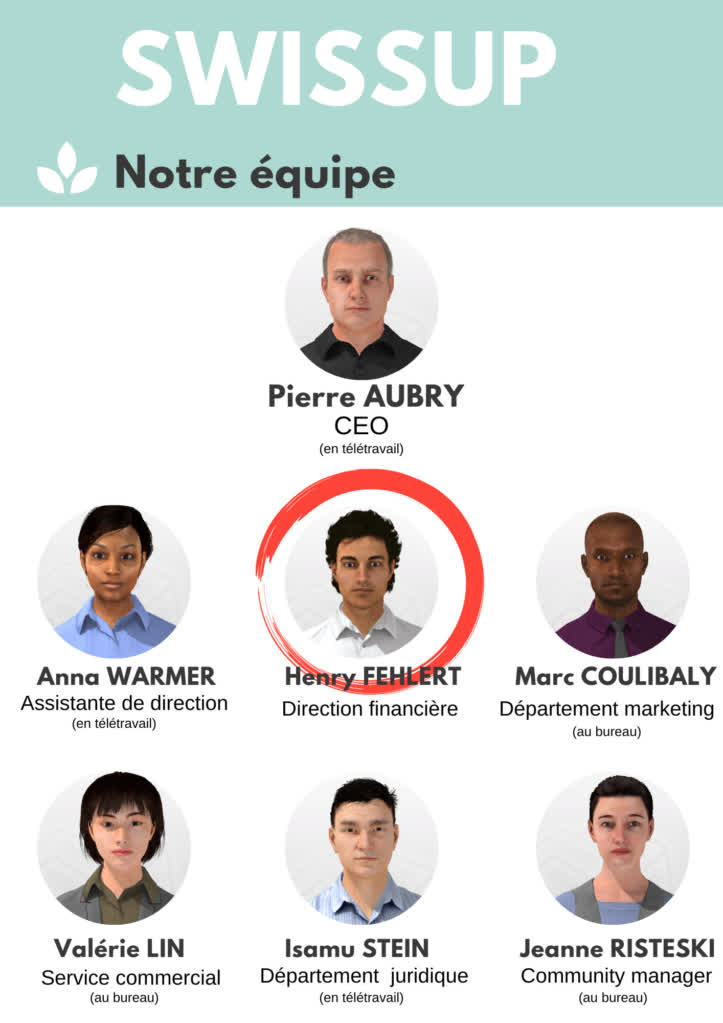 SWISSUP
Notre équipe
Pierre AUBRY
CEO
(en télétravail)
Anna WARMER
Assistante de direction
(en télétravail)
Henry FEHLERT
Direction financière
Marc COULIBALY
Département marketing
(au bureau)
Valérie LIN
Service commercial
(au bureau)
Isamu STEIN
Département juridique
(en télétravail)
Jeanne RISTESKI
Community manager
(au bureau)